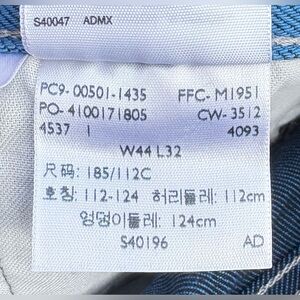 S40047 ADMX
PC9- 00501-1435 FFC- M1951
PO- 4100171805 CW- 3512
4537 1 4093
W44 L32
尺码: 185/112C
호칭: 112-124 허리둘레: 112cm
엉덩이둘레: 124cm
S40196 AD